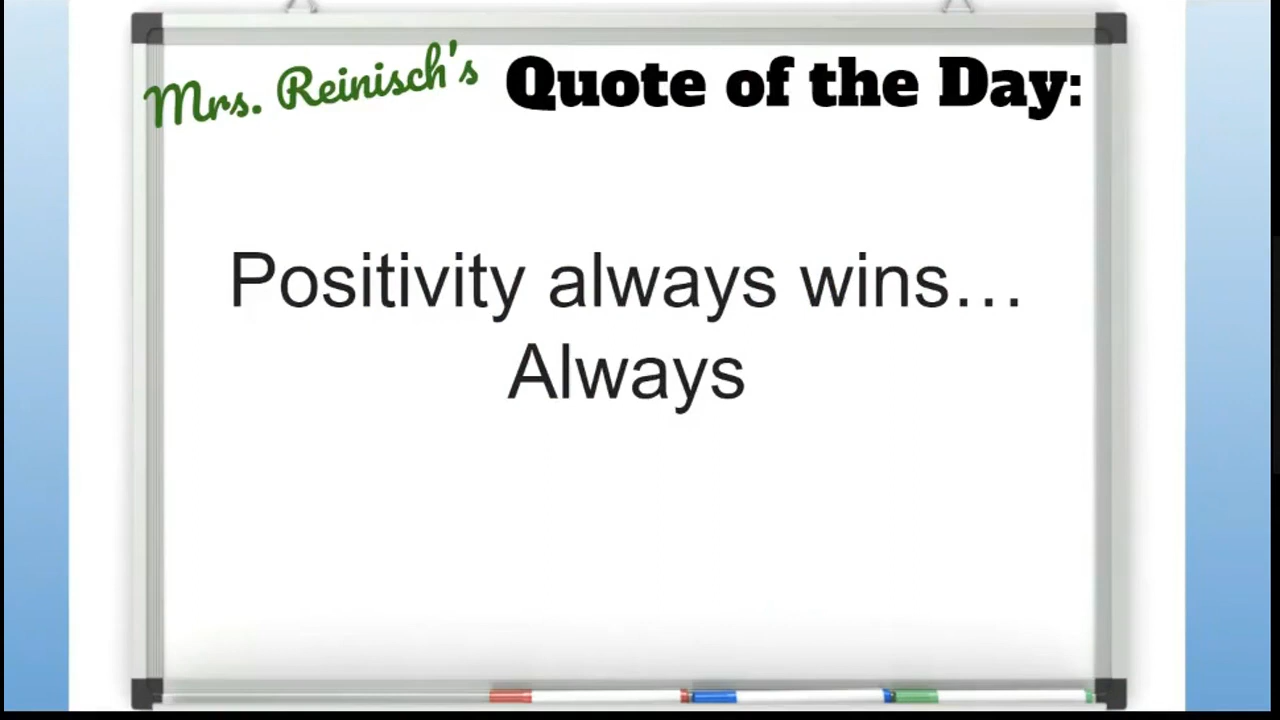 Mrs. Reinisch's Quote of the Day:
Positivity always wins…
Always